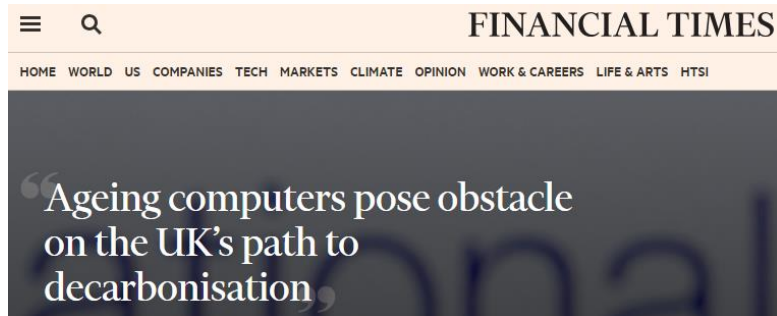 FINANCIAL TIMES
HOME WORLD US COMPANIES TECH MARKETS CLIMATE OPINION WORK & CAREERS LIFE & ARTS HTSI
“Ageing computers pose obstacle
on the UK’s path to
decarbonisation”
ational